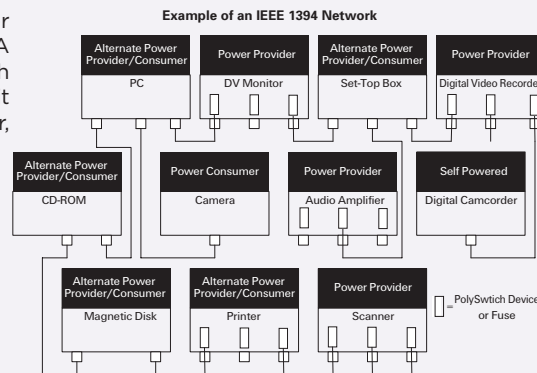 Example of an IEEE 1394 Network
r
A
h
t
r,
Alternate Power
Provider/Consumer
PC
Power Provider
DV Monitor
Alternate Power
Provider/Consumer
Set-Top Box
Power Provider
Digital Video Recorde
Alternate Power
Provider/Consumer
CD-ROM
Power Consumer
Camera
Power Provider
Audio Amplifier
Self Powered
Digital Camcorder
Alternate Power
Provider/Consumer
Magnetic Disk
Alternate Power
Provider/Consumer
Printer
Power Provider
Scanner
= PolySwtich Device
or Fuse